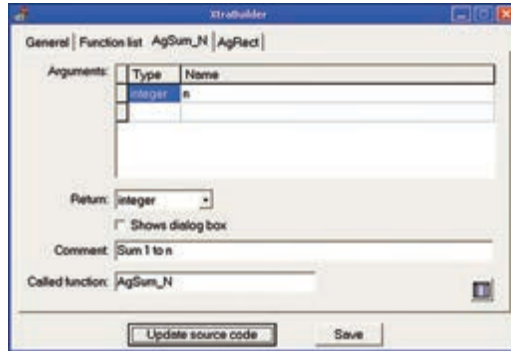 XtraBuilder
General Function list AgSum_N AgRect
Arguments: Type Name
integer n
Return: integer
Shows dialog box
Comment: Sum 1 to n
Called function: AgSum_N
Update source code Save